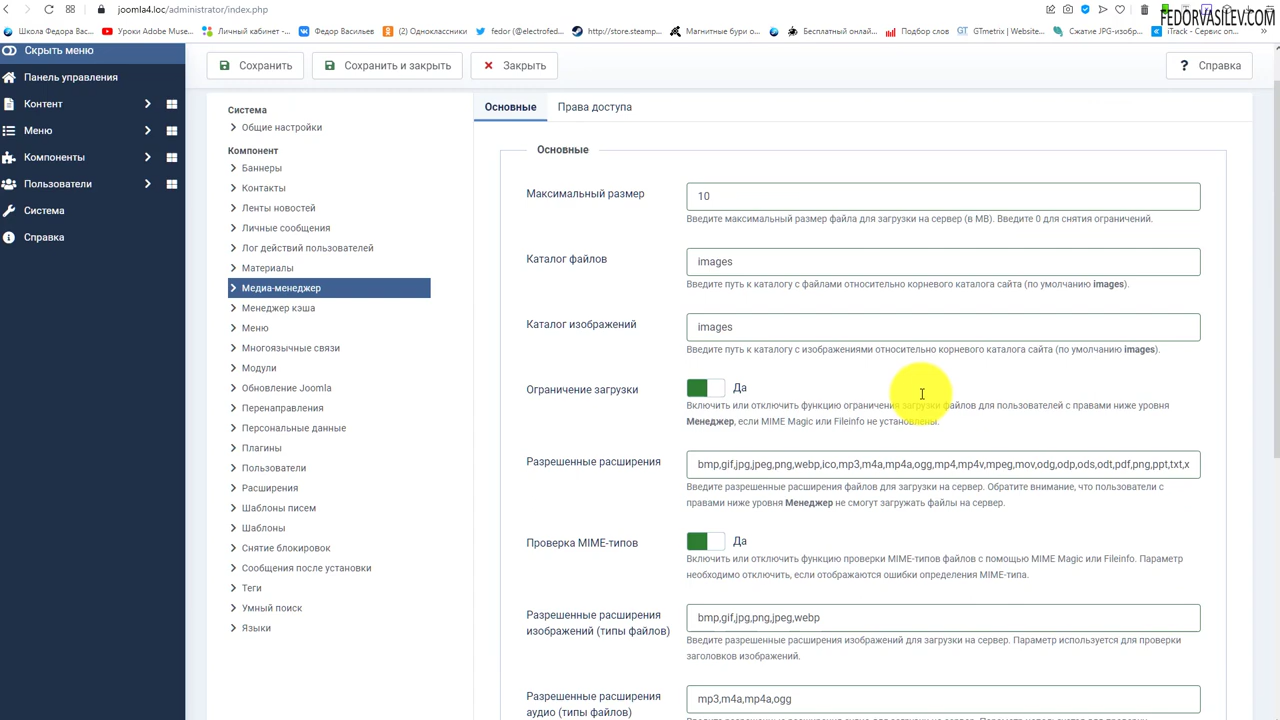 joomla4.loc/administrator/index.php
FEDORVASILEV.COM
Школа Федора Вас...
Уроки Adobe Muse...
Личный кабинет -...
Федор Васильев
(2) Одноклассники
fedor 88
twitter (@electrofed...
http://store.steamp...
Магнитные бури о...
Бесплатный онлай...
Подбор слов
GTmetrix | Website...
Сжатие JPG-изобр...
iTrack - Сервис оп...
Скрыть меню
Панель управления
Контент
Меню
Компоненты
Пользователи
Система
Справка
Сохранить
Сохранить и закрыть
Закрыть
Справка
Система
Общие настройки
Компонент
Баннеры
Контакты
Ленты новостей
Личные сообщения
Лог действий пользователей
Материалы
Медиа-менеджер
Менеджер кэша
Меню
Многоязычные связи
Модули
Обновление Joomla
Перенаправления
Персональные данные
Плагины
Пользователи
Расширения
Шаблоны писем
Шаблоны
Снятие блокировок
Сообщения после установки
Теги
Умный поиск
Языки
Основные
Права доступа
Основные
Максимальный размер
10
Введите максимальный размер файла для загрузки на сервер (в MB). Введите 0 для снятия ограничений.
Каталог файлов
images
Введите путь к каталогу с файлами относительно корневого каталога сайта (по умолчанию images).
Каталог изображений
images
Введите путь к каталогу с изображениями относительно корневого каталога сайта (по умолчанию images).
Ограничение загрузки
Да
Включить или отключить функцию ограничения загрузки файлов для пользователей с правами ниже уровня
Менеджер, если MIME Magic или Fileinfo не установлены.
Разрешенные расширения
bmp,gif,jpg,jpeg,png,webp,ico,mp3,m4a,mp4a,ogg,mp4,mp4v,mpeg,mov,odg,odp,ods,odt,pdf,png,ppt,txt,x
Введите разрешенные расширения файлов для загрузки на сервер. Обратите внимание, что пользователи с
правами ниже уровня Менеджер не смогут загружать файлы на сервер.
Проверка MIME-типов
Да
Включить или отключить функцию проверки MIME-типов файлов с помощью MIME Magic или Fileinfo. Параметр
необходимо отключить, если отображаются ошибки определения MIME-типа.
Разрешенные расширения
изображений (типы файлов)
bmp,gif,jpg,png,jpeg,webp
Введите разрешенные расширения изображений для загрузки на сервер. Параметр используется для проверки
заголовков изображений.
Разрешенные расширения
аудио (типы файлов)
mp3,m4a,mp4a,ogg